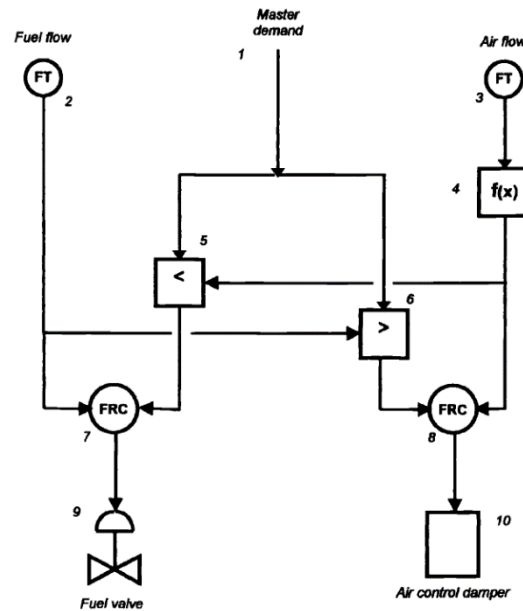 Master
demand
1
Fuel flow
FT
2
Air flow
FT
3
4
f(x)
5
<
6
>
FRC
7
FRC
8
9
Fuel valve
10
Air control damper